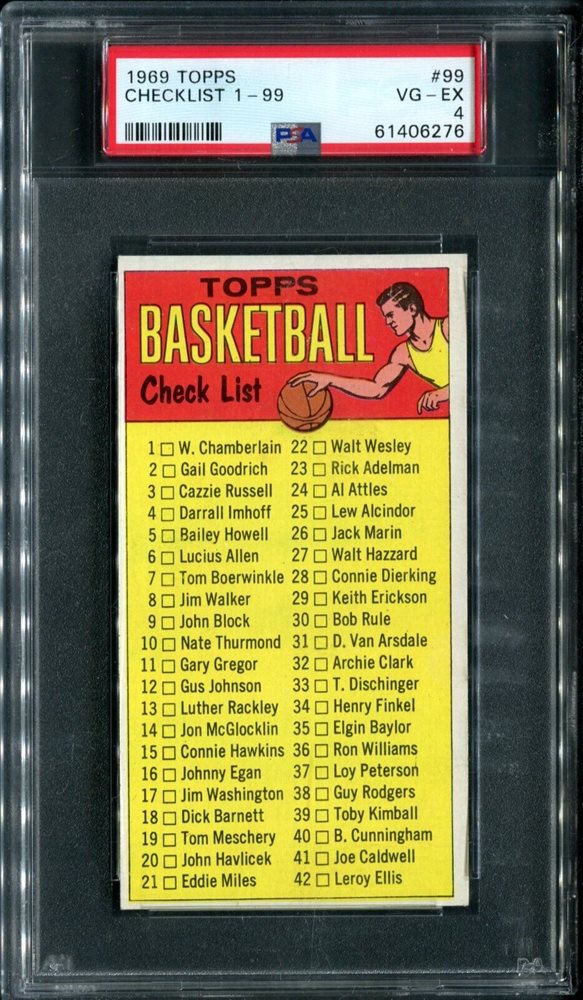 1969 TOPPS #99
CHECKLIST 1-99 VG-EX
4
PSA 61406276
TOPPS
BASKETBALL
Check List
1 W. Chamberlain 22 Walt Wesley
2 Gail Goodrich 23 Rick Adelman
3 Cazzie Russell 24 Al Attles
4 Darrall Imhoff 25 Lew Alcindor
5 Bailey Howell 26 Jack Marin
6 Lucius Allen 27 Walt Hazzard
7 Tom Boerwinkle 28 Connie Dierking
8 Jim Walker 29 Keith Erickson
9 John Block 30 Bob Rule
10 Nate Thurmond 31 D. Van Arsdale
11 Gary Gregor 32 Archie Clark
12 Gus Johnson 33 T. Dischinger
13 Luther Rackley 34 Henry Finkel
14 Jon McGlocklin 35 Elgin Baylor
15 Connie Hawkins 36 Ron Williams
16 Johnny Egan 37 Loy Peterson
17 Jim Washington 38 Guy Rodgers
18 Dick Barnett 39 Toby Kimball
19 Tom Meschery 40 B. Cunningham
20 John Havlicek 41 Joe Caldwell
21 Eddie Miles 42 Leroy Ellis